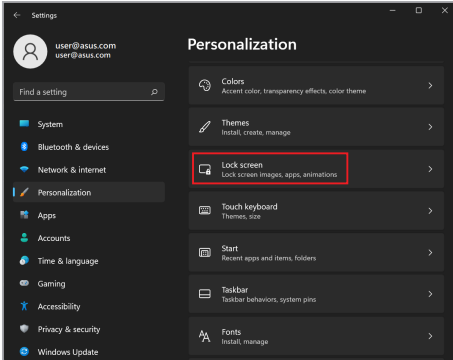 Settings
user@asus.com
user@asus.com
Find a setting
System
Bluetooth & devices
Network & internet
Personalization
Apps
Accounts
Time & language
Gaming
Accessibility
Privacy & security
Windows Update
Personalization
Colors
Accent color, transparency effects, color theme
Themes
Install, create, manage
Lock screen
Lock screen images, apps, animations
Touch keyboard
Themes, size
Start
Recent apps and items, folders
Taskbar
Taskbar behaviors, system pins
Fonts
Install, manage